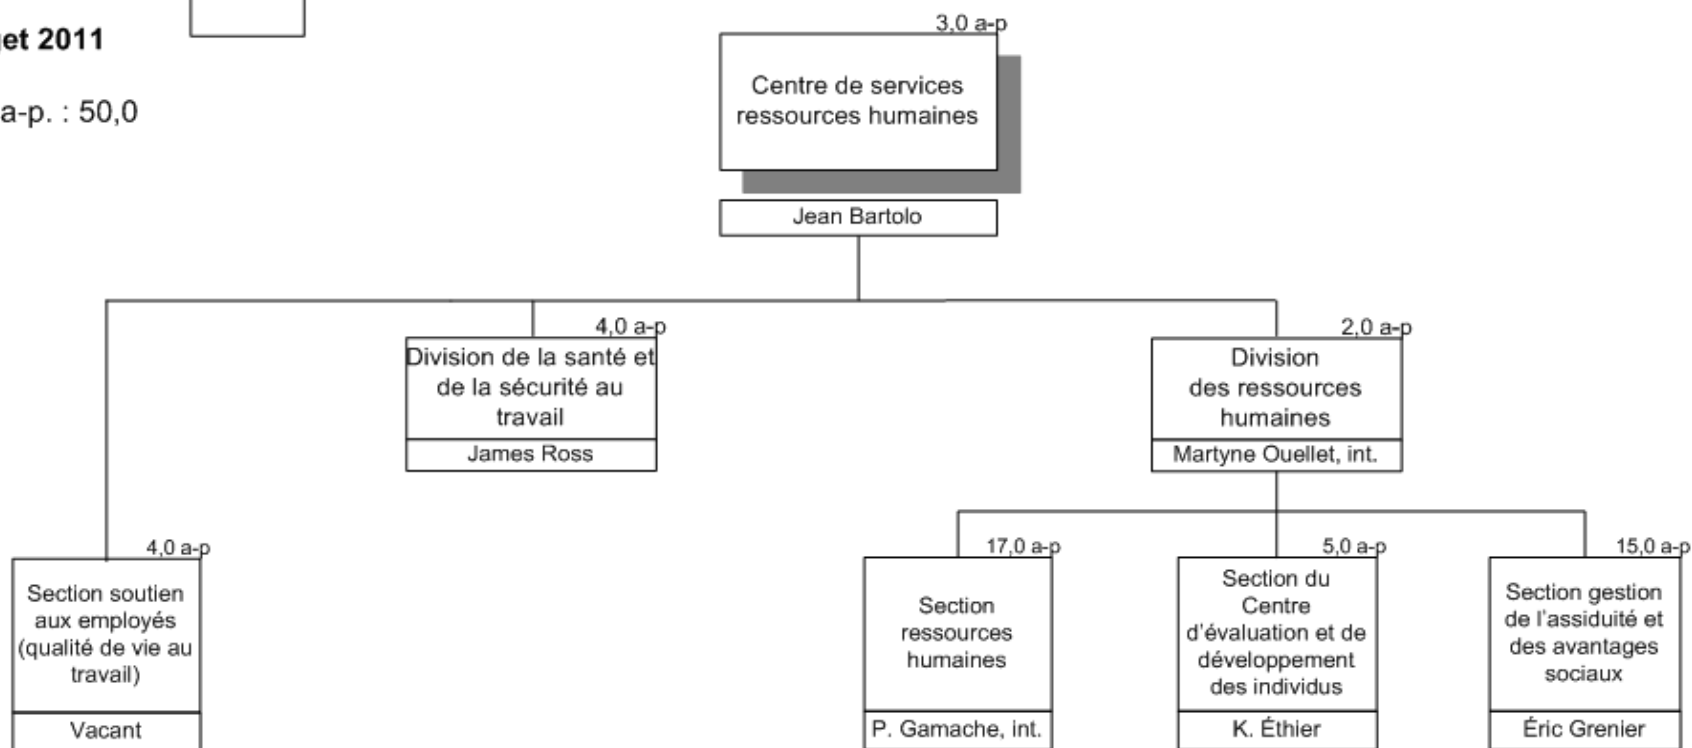 get 2011
a-p. : 50,0
3,0 a-p
Centre de services
ressources humaines
Jean Bartolo
4,0 a-p
Division de la santé et
de la sécurité au
travail
James Ross
2,0 a-p
Division
des ressources
humaines
Martyne Ouellet, int.
4,0 a-p
Section soutien
aux employés
(qualité de vie au
travail)
Vacant
17,0 a-p
Section
ressources
humaines
P. Gamache, int.
5,0 a-p
Section du
Centre
d'évaluation et de
développement
des individus
K. Éthier
15,0 a-p
Section gestion
de l'assiduité et
des avantages
sociaux
Éric Grenier